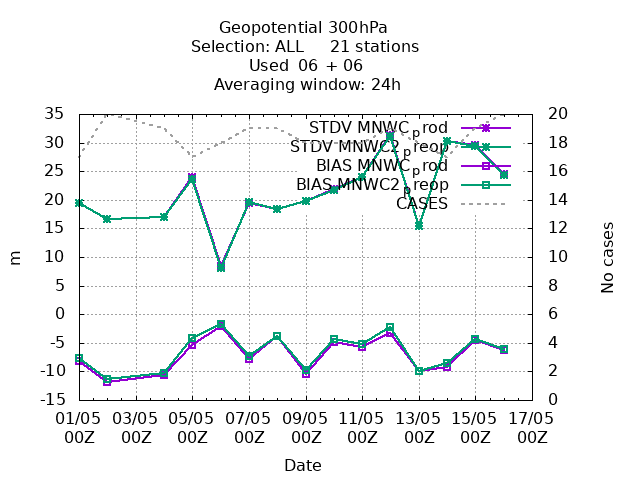 Geopotential 300hPa
Selection: ALL 21 stations
Used 06 + 06
Averaging window: 24h
35 20
STDV MNWC_prod
30 18
STDV MNWC2_preop
BIAS MNWC_prod
25 16
BIAS MNWC2_preop
20 14
CASES
15 12
10 10
5 8
0 6
-5 4
-10 2
-15 0
m
No cases
01/05 03/05 05/05 07/05 09/05 11/05 13/05 15/05 17/05
00Z 00Z 00Z 00Z 00Z 00Z 00Z 00Z 00Z
Date